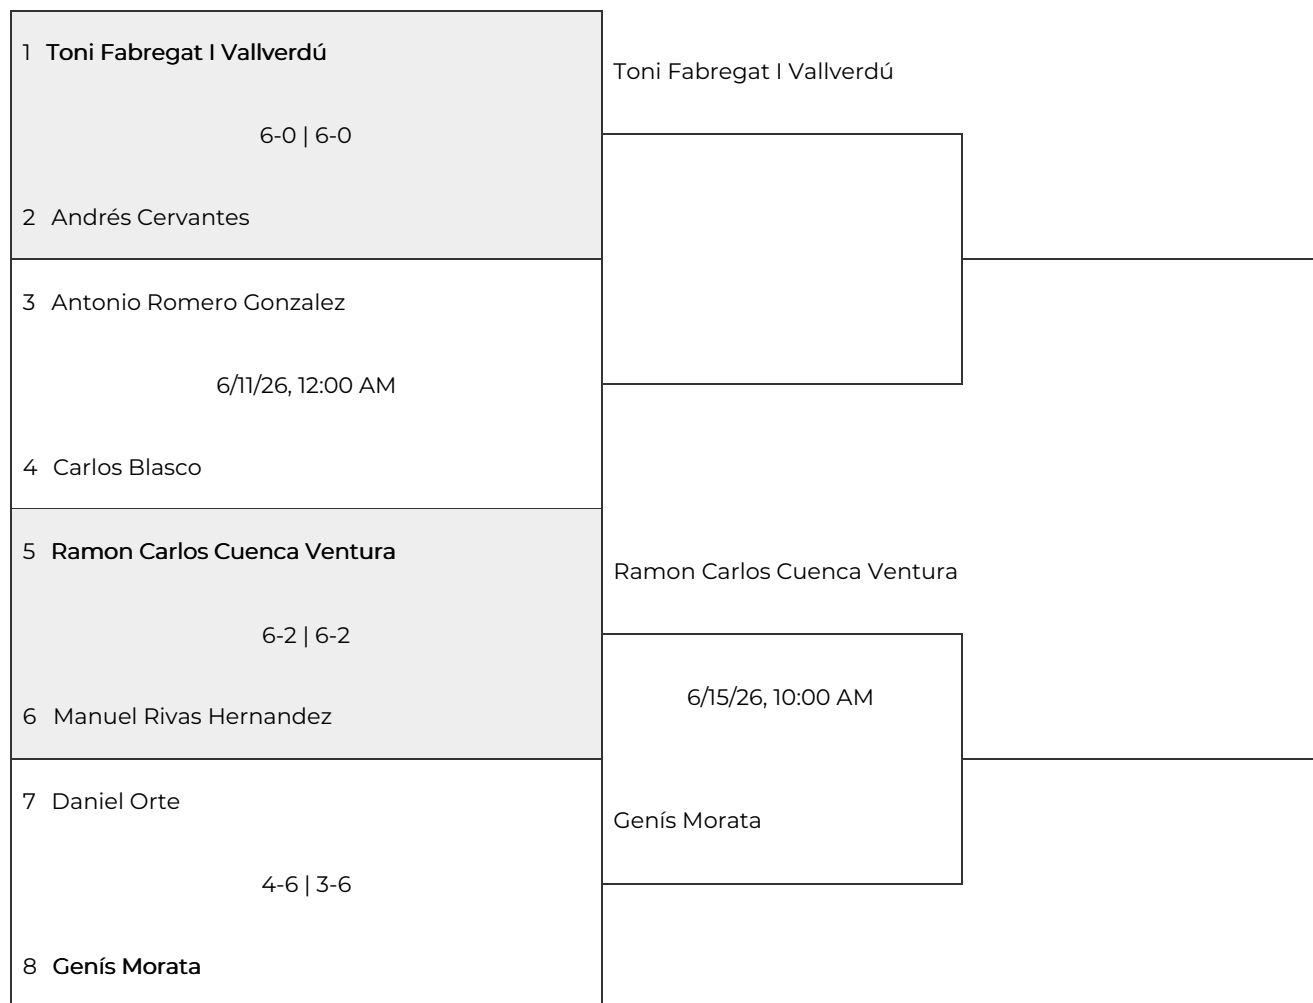 1 Toni Fabregat I Vallverdú
6-0 | 6-0
2 Andrés Cervantes
3 Antonio Romero Gonzalez
6/11/26, 12:00 AM
4 Carlos Blasco
5 Ramon Carlos Cuenca Ventura
6-2 | 6-2
6 Manuel Rivas Hernandez
7 Daniel Orte
4-6 | 3-6
8 Genís Morata
Toni Fabregat I Vallverdú
Ramon Carlos Cuenca Ventura
6/15/26, 10:00 AM
Genís Morata